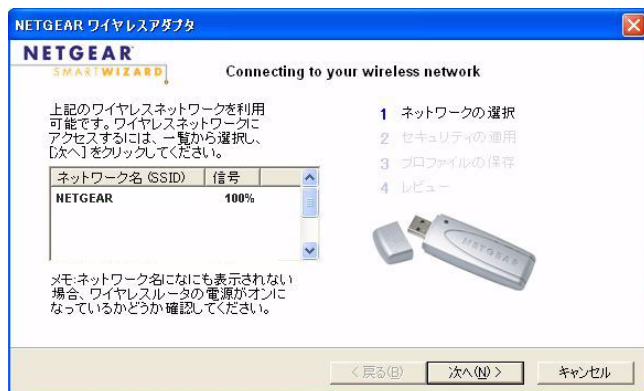 NETGEAR ワイヤレスアダプタ
NETGEAR
SMARTWIZARD
Connecting to your wireless network
上記のワイヤレスネットワークを利用
可能です。ワイヤレスネットワークに
アクセスするには、一覧から選択し、
[次へ] をクリックしてください。
ネットワーク名 (SSID) 信号
NETGEAR 100%
メモ:ネットワーク名になにも表示されない
場合、ワイヤレスルータの電源がオンに
なっているかどうか確認してください。
1 ネットワークの選択
2 セキュリティの適用
3 プロファイルの保存
4 レビュー
NETGEAR
< 戻る(B)
次へ(N) >
キャンセル